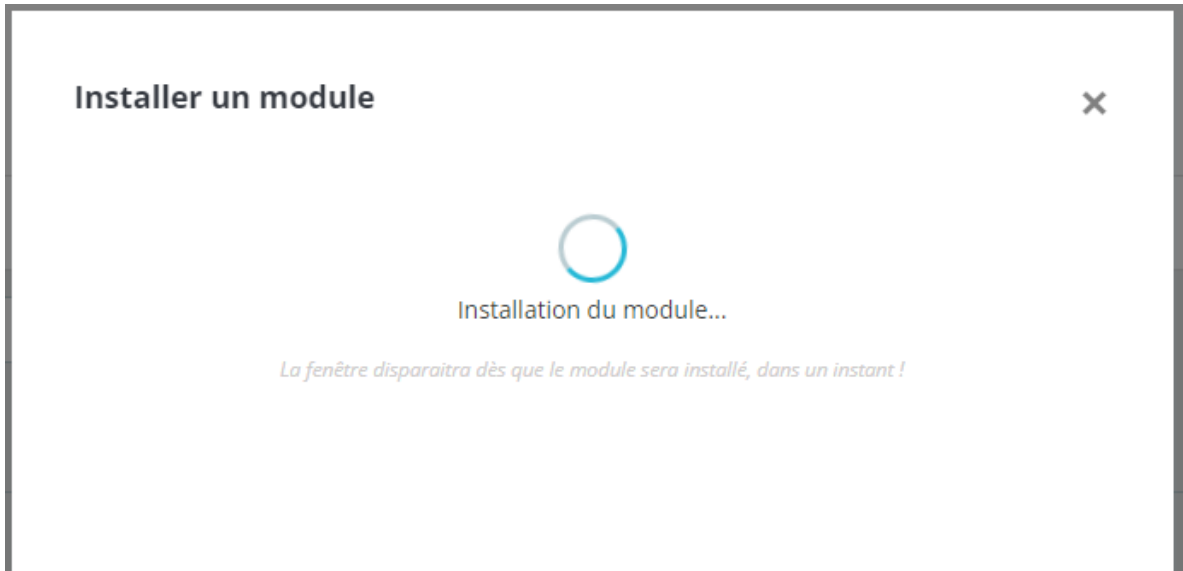 Installer un module
Installation du module...
La fenêtre disparaitra dès que le module sera installé, dans un instant !